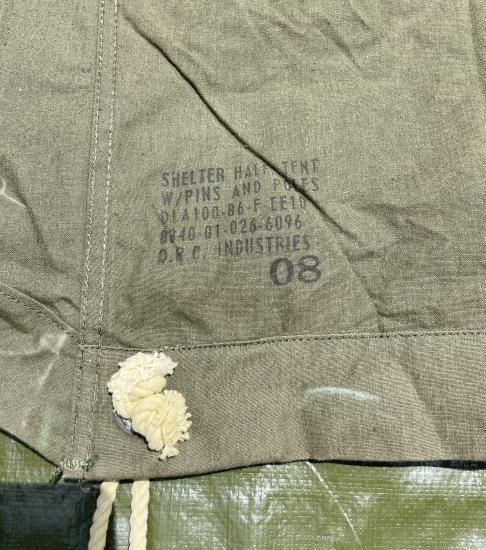 SHELTER HALF TENT
W/PINS AND POLES
DLA100-86-F-EE10
8340-01-026-6096
O.R.C. INDUSTRIES
08